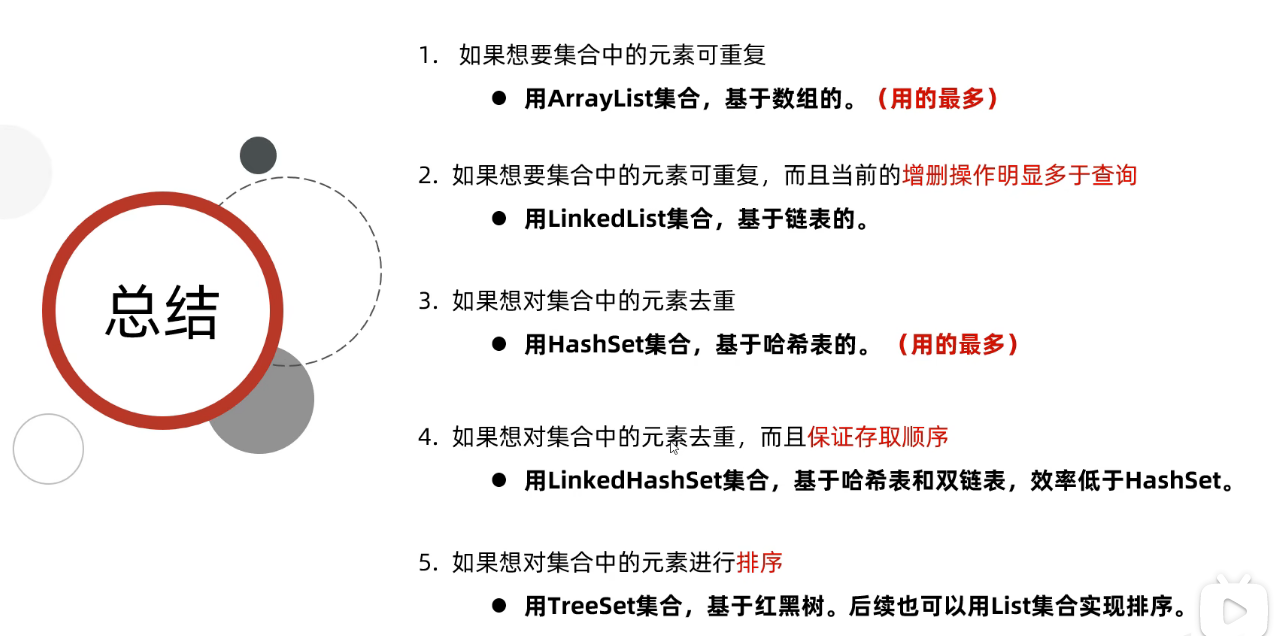 总结
1. 如果想要集合中的元素可重复
● 用ArrayList集合，基于数组的。（用的最多）
2. 如果想要集合中的元素可重复，而且当前的增删操作明显多于查询
● 用LinkedList集合，基于链表的。
3. 如果想对集合中的元素去重
● 用HashSet集合，基于哈希表的。（用的最多）
4. 如果想对集合中的元素去重，而且保证存取顺序
● 用LinkedHashSet集合，基于哈希表和双链表，效率低于HashSet。
5. 如果想对集合中的元素进行排序
● 用TreeSet集合，基于红黑树。后续也可以用List集合实现排序。